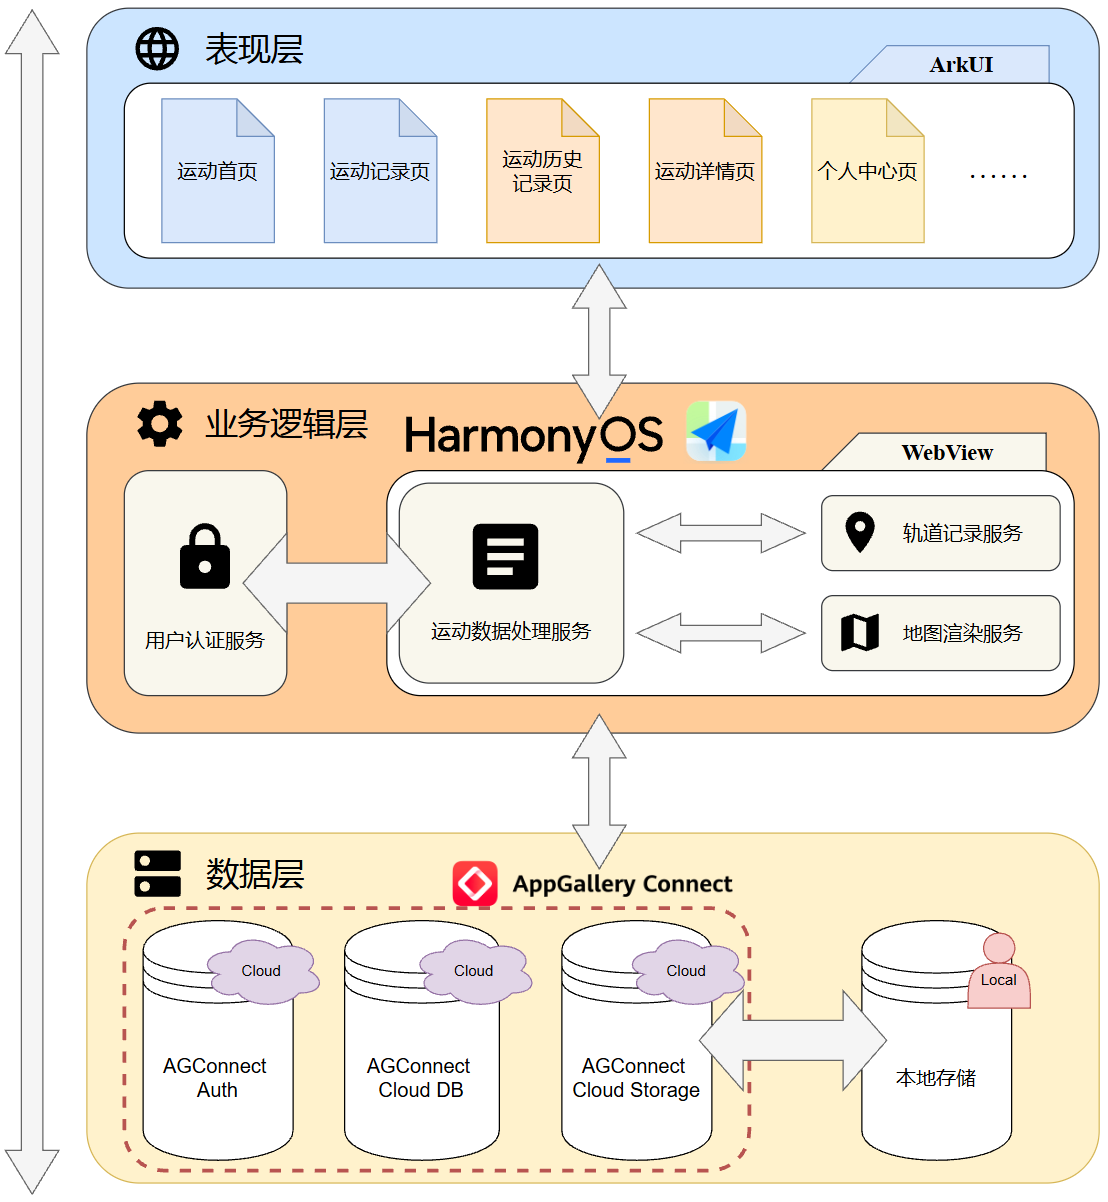 表现层
ArkUI
运动首页
运动记录页
运动历史
记录页
运动详情页
个人中心页
······
业务逻辑层
HarmonyOS
WebView
用户认证服务
运动数据处理服务
轨道记录服务
地图渲染服务
数据层
AppGallery Connect
Cloud
AGConnect
Auth
Cloud
AGConnect
Cloud DB
Cloud
AGConnect
Cloud Storage
Local
本地存储